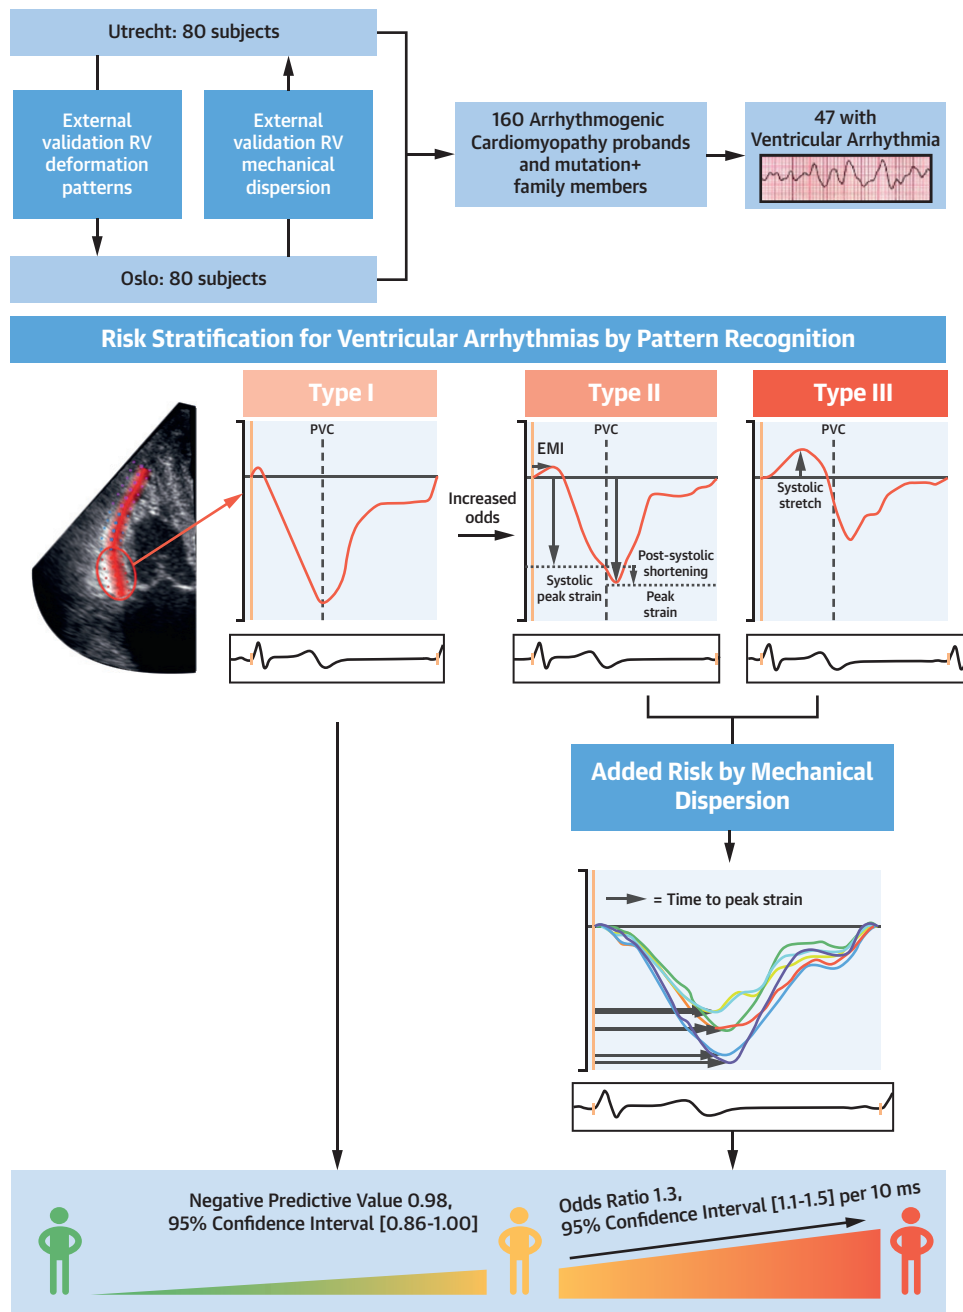 Utrecht: 80 subjects
External
validation RV
deformation
patterns
External
validation RV
mechanical
dispersion
Oslo: 80 subjects
160 Arrhythmogenic
Cardiomyopathy probands
and mutation+
family members
47 with
Ventricular Arrhythmia
Risk Stratification for Ventricular Arrhythmias by Pattern Recognition
Type I
PVC
Increased
odds
Type II
PVC
EMI
Systolic
peak strain
Post-systolic
shortening
Peak
strain
Type III
PVC
Systolic
stretch
Added Risk by Mechanical
Dispersion
= Time to peak strain
Negative Predictive Value 0.98,
95% Confidence Interval [0.86-1.00]
Odds Ratio 1.3,
95% Confidence Interval [1.1-1.5] per 10 ms